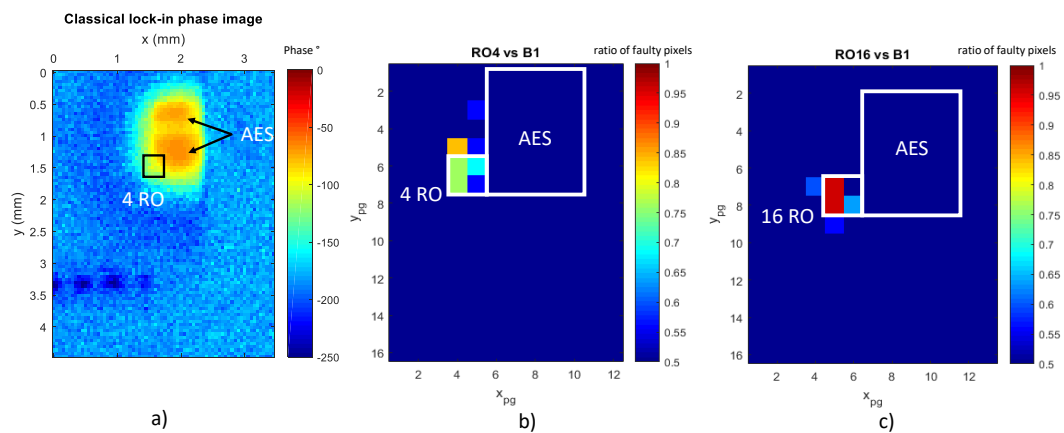 Classical lock-in phase image
x (mm)
0 1 2 3
Phase °
0
0.5
1
1.5
2
2.5
3
3.5
4
y (mm)
AES
4 RO
0
-50
-100
-150
-200
-250
a)
RO4 vs B1
ratio of faulty pixels
2
4
6
8
10
12
14
16
y pg
AES
4 RO
2 4 6 8 10 12
x pg
1
0.95
0.9
0.85
0.8
0.75
0.7
0.65
0.6
0.55
0.5
b)
RO16 vs B1
ratio of faulty pixels
2
4
6
8
10
12
14
16
y pg
AES
16 RO
2 4 6 8 10 12
x pg
1
0.95
0.9
0.85
0.8
0.75
0.7
0.65
0.6
0.55
0.5
c)